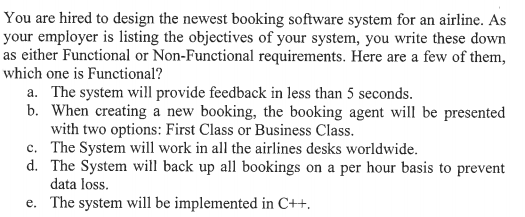 You are hired to design the newest booking software system for an airline. As
your employer is listing the objectives of your system, you write these down
as either Functional or Non-Functional requirements. Here are a few of them,
which one is Functional?
a. The system will provide feedback in less than 5 seconds.
b. When creating a new booking, the booking agent will be presented
with two options: First Class or Business Class.
c. The System will work in all the airlines desks worldwide.
d. The System will back up all bookings on a per hour basis to prevent
data loss.
e. The system will be implemented in C++.